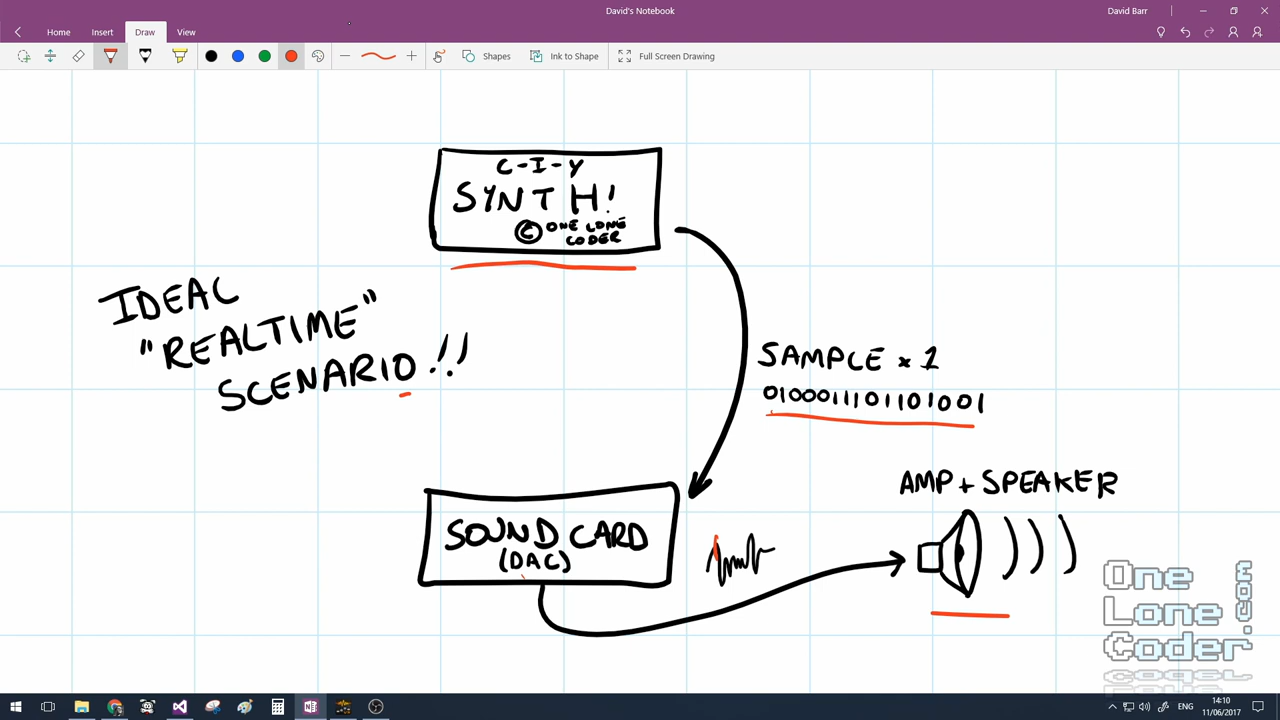 David's Notebook
David Barr
Home Insert Draw View
Shapes Ink to Shape Full Screen Drawing
C-I-Y
SYNTH!
© ONE LONE
CODER
IDEAL
"REALTIME"
SCENARIO!!
SAMPLE x 1
0100011101101001
SOUND CARD
(DAC)
AMP + SPEAKER
One
Lone
Coder.com
ENG
14:10
11/06/2017